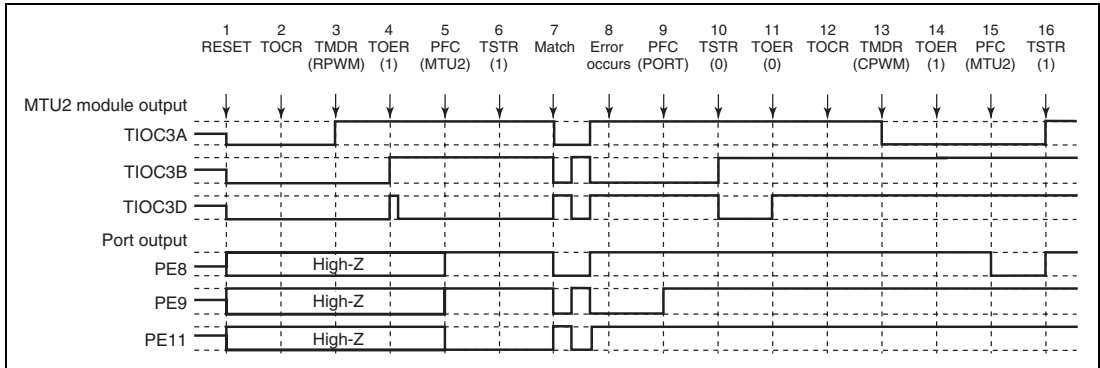 1 2 3 4 5 6 7 8 9 10 11 12 13 14 15 16
RESET TOCR TMDR TOER PFC TSTR Match Error PFC TSTR TOER TOCR TMDR TOER PFC TSTR
(RPWM) (1) (MTU2) (1) occurs (PORT) (0) (0) (CPWM) (1) (MTU2) (1)
MTU2 module output
TIOC3A
TIOC3B
TIOC3D
Port output
PE8 High-Z
PE9 High-Z
PE11 High-Z